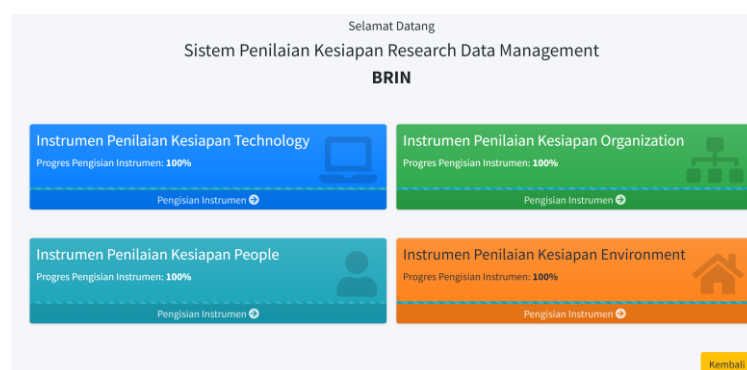 Selamat Datang
Sistem Penilaian Kesiapan Research Data Management
BRIN
Instrumen Penilaian Kesiapan Technology
Progres Pengisian Instrumen: 100%
Pengisian Instrumen
Instrumen Penilaian Kesiapan Organization
Progres Pengisian Instrumen: 100%
Pengisian Instrumen
Instrumen Penilaian Kesiapan People
Progres Pengisian Instrumen: 100%
Pengisian Instrumen
Instrumen Penilaian Kesiapan Environment
Progres Pengisian Instrumen: 100%
Pengisian Instrumen
Kembali